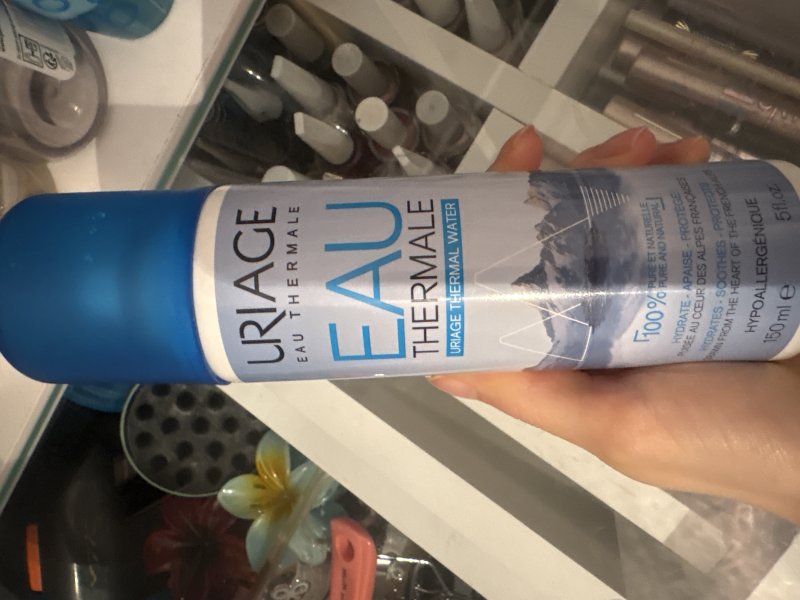 URIAGE
EAU THERMALE
EAU
THERMALE
URIAGE THERMAL WATER
100% PURE ET NATURELLE
PURE AND NATURAL
HYDRATE - APAISE - PROTÈGE
PUISÉE AU CŒUR DES ALPES FRANÇAISES
HYDRATES - SOOTHES - PROTECTS
DRAWN FROM THE HEART OF THE FRENCH ALPS
HYPOALLERGÉNIQUE
150 ml e 5 fl.oz